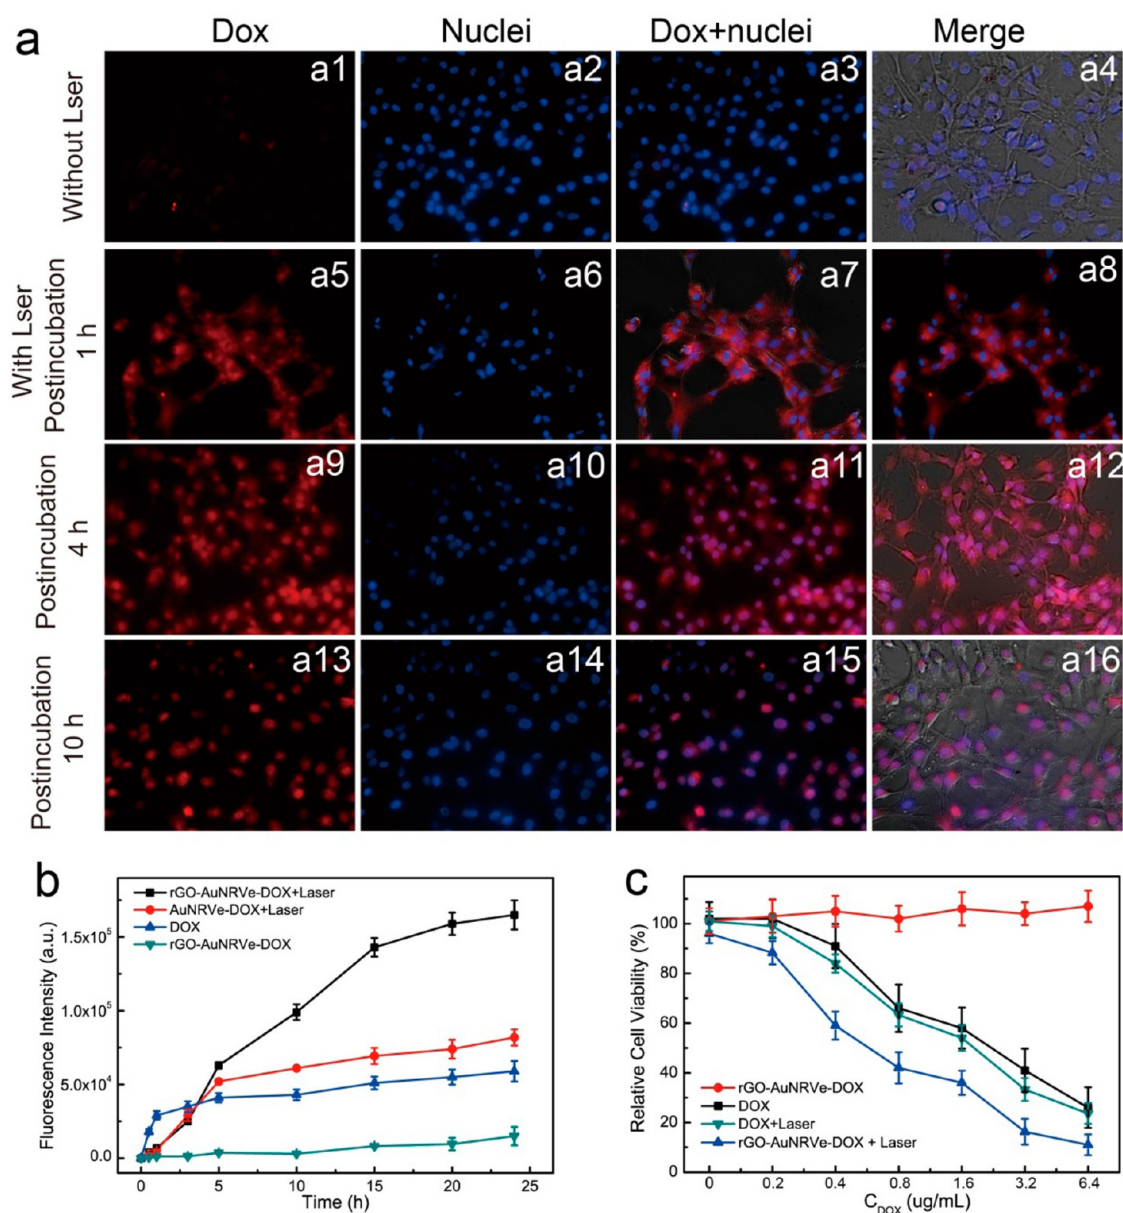 a
Dox Nuclei Dox+nuclei Merge
Without Lser
a1 a2 a3 a4
With Lser
Postincubation
1 h
a5 a6 a7 a8
Postincubation
4 h
a9 a10 a11 a12
Postincubation
10 h
a13 a14 a15 a16
b
rGO-AuNRVe-DOX+Laser
AuNRVe-DOX+Laser
DOX
rGO-AuNRVe-DOX
Fluorescence Intensity (a.u.)
1.5x10⁵
1.0x10⁵
5.0x10⁴
0.0
0 5 10 15 20 25
Time (h)
c
Relative Cell Viability (%)
100
80
60
40
20
0
rGO-AuNRVe-DOX
DOX
DOX+Laser
rGO-AuNRVe-DOX + Laser
0 0.2 0.4 0.8 1.6 3.2 6.4
C_DOX (ug/mL)